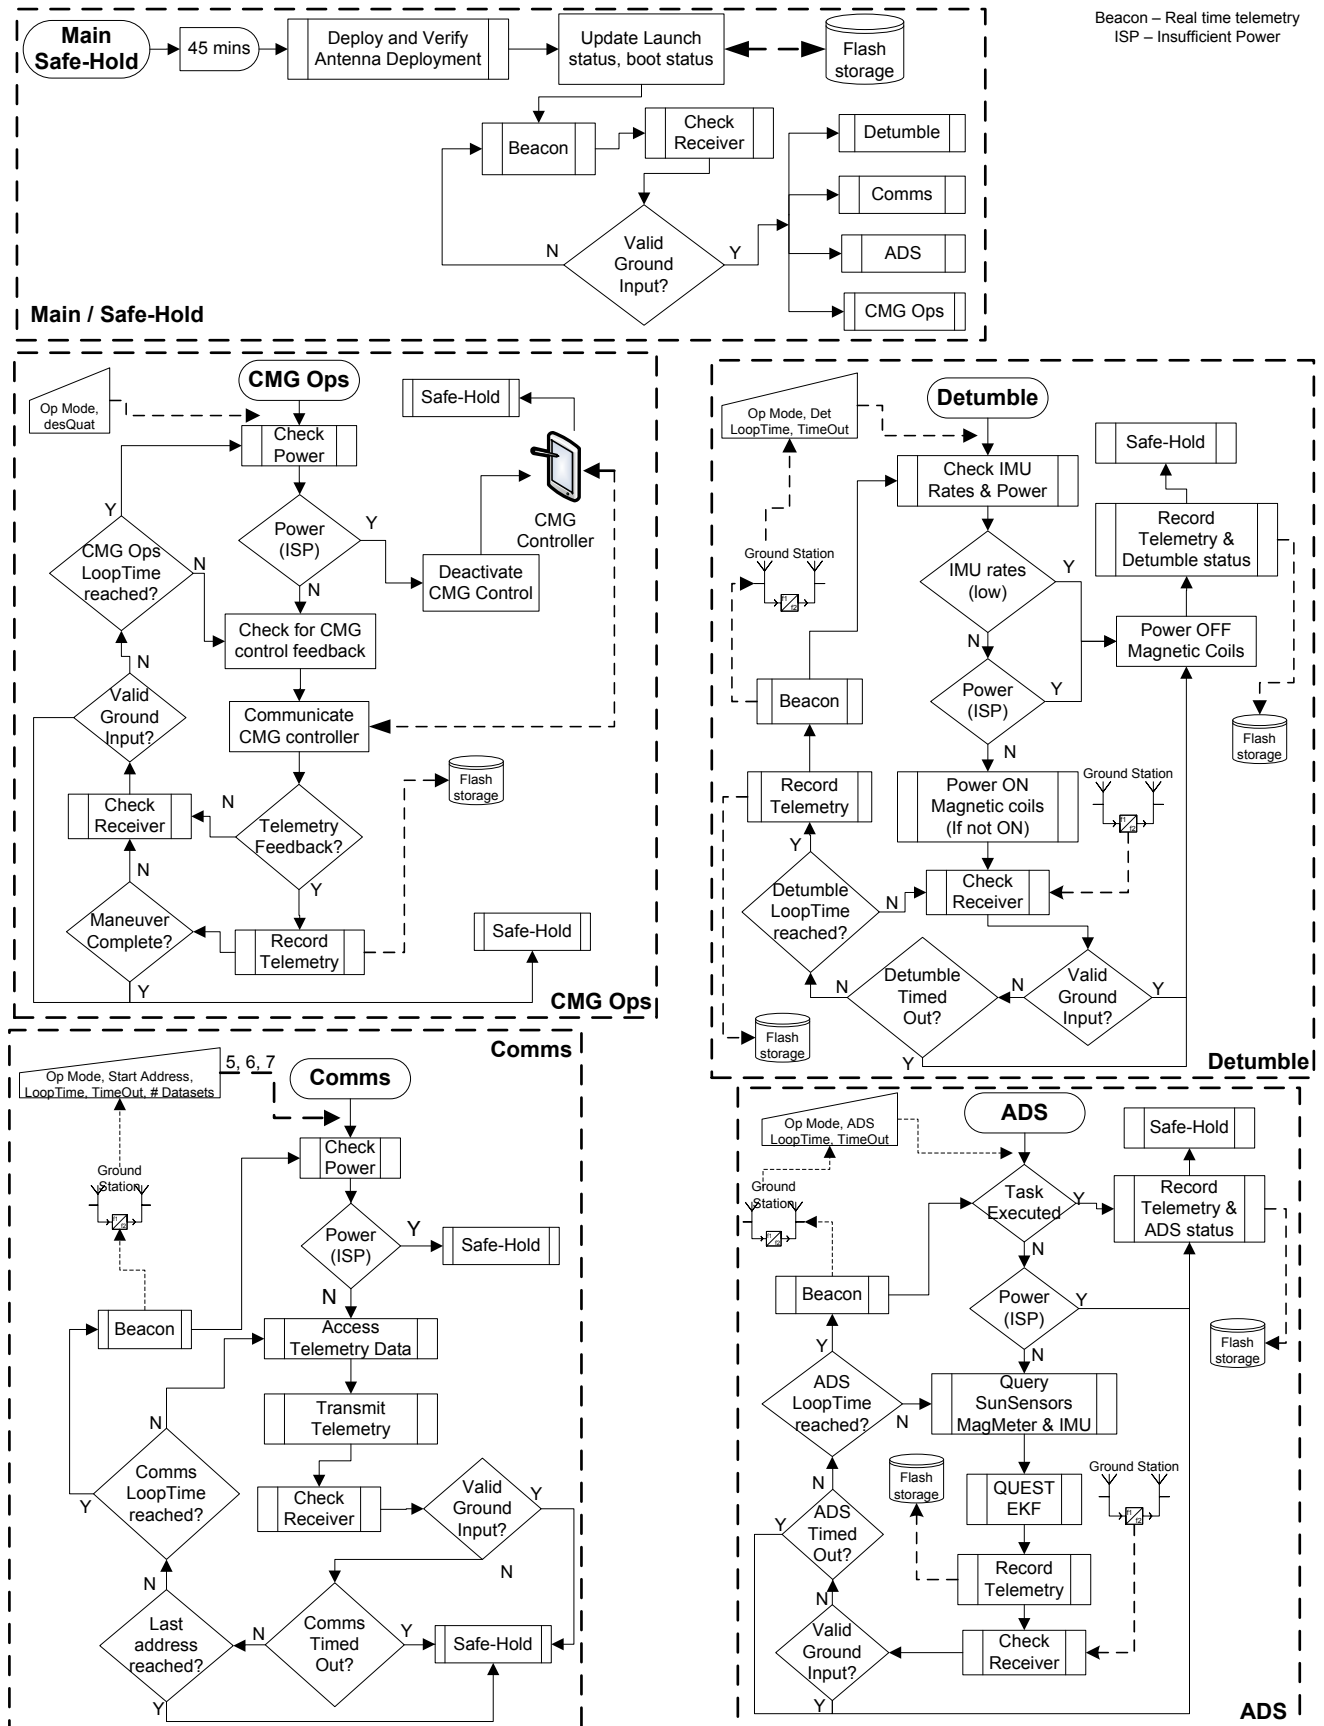 Beacon – Real time telemetry
ISP – Insufficient Power
Main
Safe-Hold
45 mins
Deploy and Verify
Antenna Deployment
Update Launch
status, boot status
Flash
storage
Beacon
Check
Receiver
Detumble
Comms
ADS
CMG Ops
Valid
Ground
Input?
N
Y
Main / Safe-Hold
CMG Ops
Op Mode,
desQuat
Check
Power
Safe-Hold
CMG
Controller
Power
(ISP)
Y
N
Deactivate
CMG Control
Y
CMG Ops
LoopTime
reached?
N
Check for CMG
control feedback
N
Valid
Ground
Input?
Communicate
CMG controller
Flash
storage
Check
Receiver
N
Telemetry
Feedback?
Y
N
Maneuver
Complete?
Y
Record
Telemetry
Safe-Hold
CMG Ops
Detumble
Op Mode, Det
LoopTime, TimeOut
Check IMU
Rates & Power
Safe-Hold
Record
Telemetry &
Detumble status
Ground Station
f1
f2
IMU rates
(low)
Y
N
Power OFF
Magnetic Coils
Power
(ISP)
Y
N
Beacon
Flash
storage
Record
Telemetry
Power ON
Magnetic coils
(If not ON)
Ground Station
f1
f2
Y
Detumble
LoopTime
reached?
N
Check
Receiver
N
Detumble
Timed
Out?
N
Y
Valid
Ground
Input?
Y
Flash
storage
Detumble
Comms
Op Mode, Start Address,
LoopTime, TimeOut, # Datasets
5, 6, 7
Comms
Check
Power
Ground
Station
f1
f2
Power
(ISP)
Y
Safe-Hold
N
Beacon
Access
Telemetry Data
Transmit
Telemetry
N
Comms
LoopTime
reached?
Y
Check
Receiver
Valid
Ground
Input?
Y
N
N
Last
address
reached?
Y
N
Comms
Timed
Out?
Y
Safe-Hold
ADS
Op Mode, ADS
LoopTime, TimeOut
Safe-Hold
Ground
Station
f1
f2
Task
Executed
Y
N
Record
Telemetry &
ADS status
Beacon
Power
(ISP)
Y
N
Flash
storage
Y
ADS
LoopTime
reached?
N
Query
SunSensors
MagMeter & IMU
Flash
storage
QUEST
EKF
Ground Station
f1
f2
N
ADS
Timed
Out?
Y
Record
Telemetry
N
Valid
Ground
Input?
Y
Check
Receiver
ADS